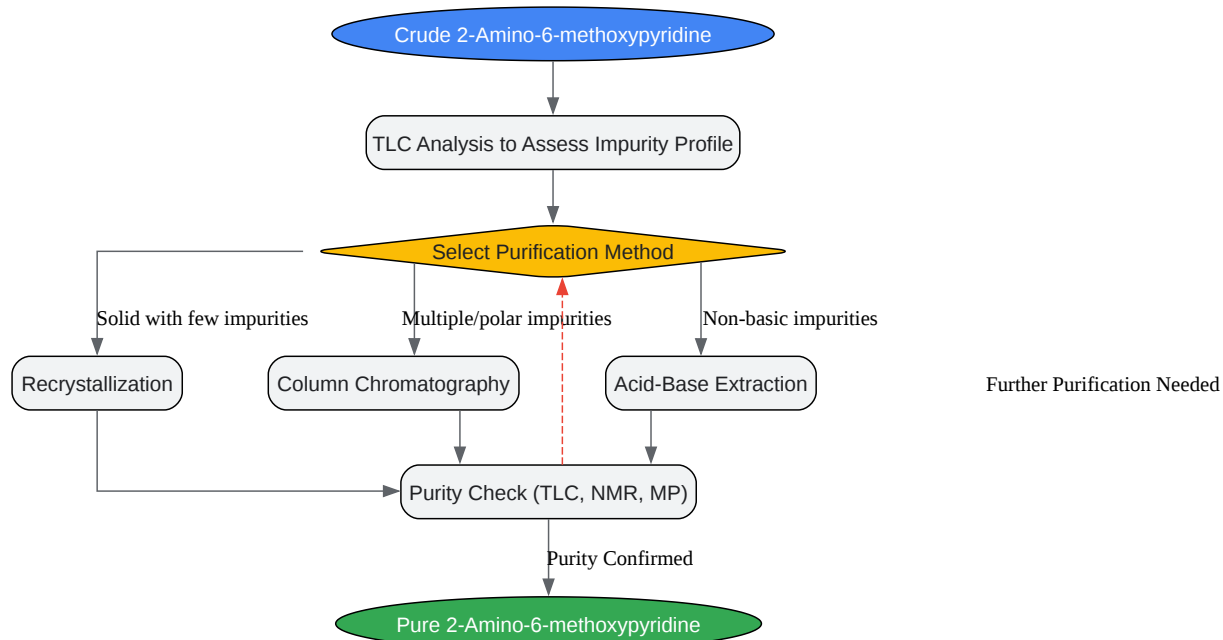 Crude 2-Amino-6-methoxypyridine
TLC Analysis to Assess Impurity Profile
Select Purification Method
Solid with few impurities
Multiple/polar impurities
Non-basic impurities
Recrystallization
Column Chromatography
Acid-Base Extraction
Further Purification Needed
Purity Check (TLC, NMR, MP)
Purity Confirmed
Pure 2-Amino-6-methoxypyridine